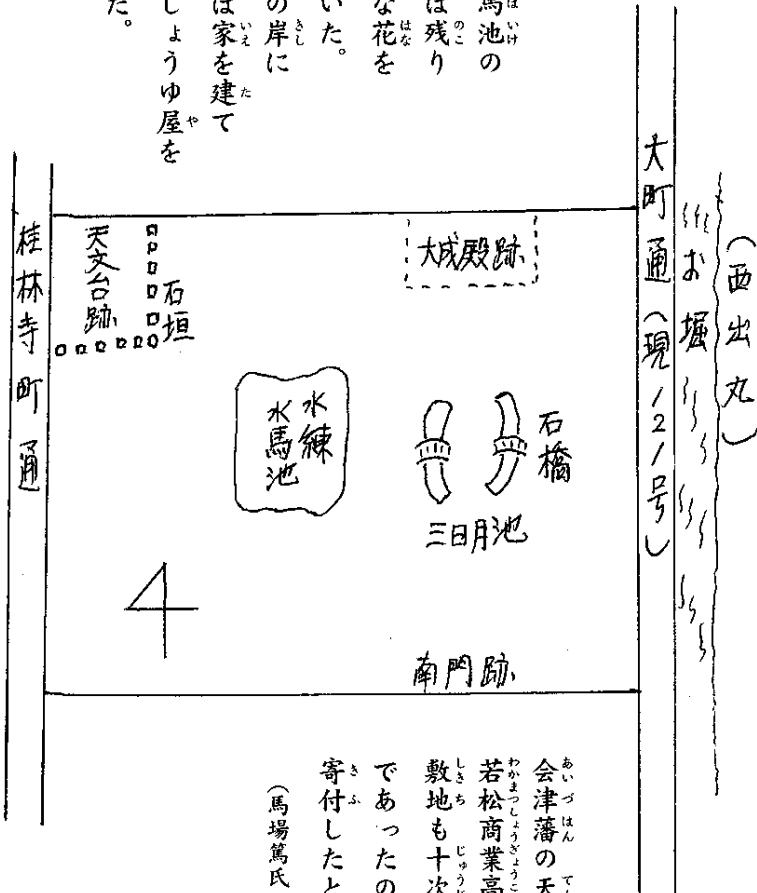 馬池の
は残り
な花を
いた。
の岸に
は家を建て
しょうゆ屋を
た。
(西出丸)
お堀
大町通(現121号)
大成殿跡
石垣
天文台跡
桂林寺町通
石橋
三日月池
水練
水馬池
南門跡
会津藩の天
若松商業高
敷地も十次
であったの
寄付したと
(馬場篤氏